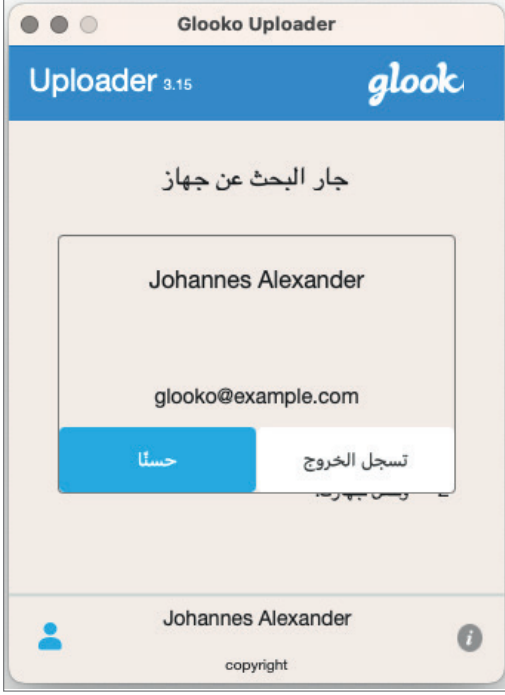 Glooko Uploader
Uploader 3.15
glook
جار البحث عن جهاز
Johannes Alexander
glooko@example.com
حسنًا
تسجل الخروج
Johannes Alexander
copyright